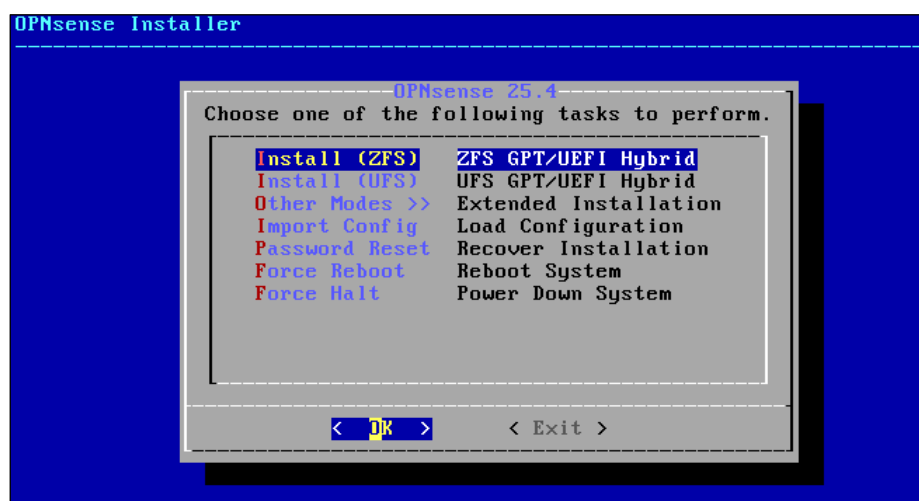 OPNsense Installer
OPNsense 25.4
Choose one of the following tasks to perform.
Install (ZFS) ZFS GPT/UEFI Hybrid
Install (UFS) UFS GPT/UEFI Hybrid
Other Modes >> Extended Installation
Import Config Load Configuration
Password Reset Recover Installation
Force Reboot Reboot System
Force Halt Power Down System
< OK > < Exit >